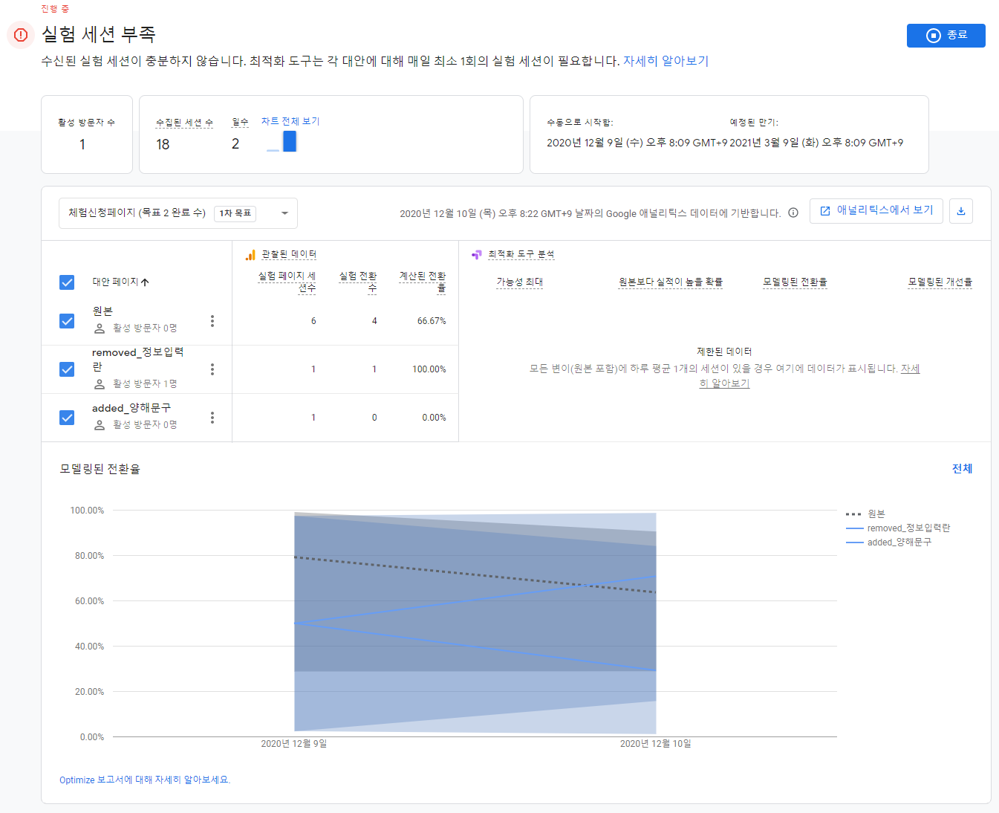 진행 중
실험 세션 부족
종료
수신된 실험 세션이 충분하지 않습니다. 최적화 도구는 각 대안에 대해 매일 최소 1회의 실험 세션이 필요합니다. 자세히 알아보기
활성 방문자 수
1
수집된 세션 수
18
일수
2
차트 전체 보기
수동으로 시작함:
2020년 12월 9일 (수) 오후 8:09 GMT+9
예정된 만기:
2021년 3월 9일 (화) 오후 8:09 GMT+9
체험신청페이지 (목표 2 완료 수) 1차 목표
2020년 12월 10일 (목) 오후 8:22 GMT+9 날짜의 Google 애널리틱스 데이터에 기반합니다.
애널리틱스에서 보기
관찰된 데이터
최적화 도구 분석
대안 페이지
실험 페이지 세
션수
실험 전환
수
계산된 전환
율
가능성 최대
원본보다 실적이 높을 확률
모델링된 전환율
모델링된 개선율
원본
활성 방문자 0명
6 4 66.67%
removed_정보입력
란
활성 방문자 1명
1 1 100.00%
added_양해문구
활성 방문자 0명
1 0 0.00%
제한된 데이터
모든 변이(원본 포함)에 하루 평균 1개의 세션이 있을 경우 여기에 데이터가 표시됩니다. 자세
히 알아보기
모델링된 전환율
전체
100.00%
80.00%
60.00%
40.00%
20.00%
0.00%
2020년 12월 9일
2020년 12월 10일
원본
removed_정보입력란
added_양해문구
Optimize 보고서에 대해 자세히 알아보세요.